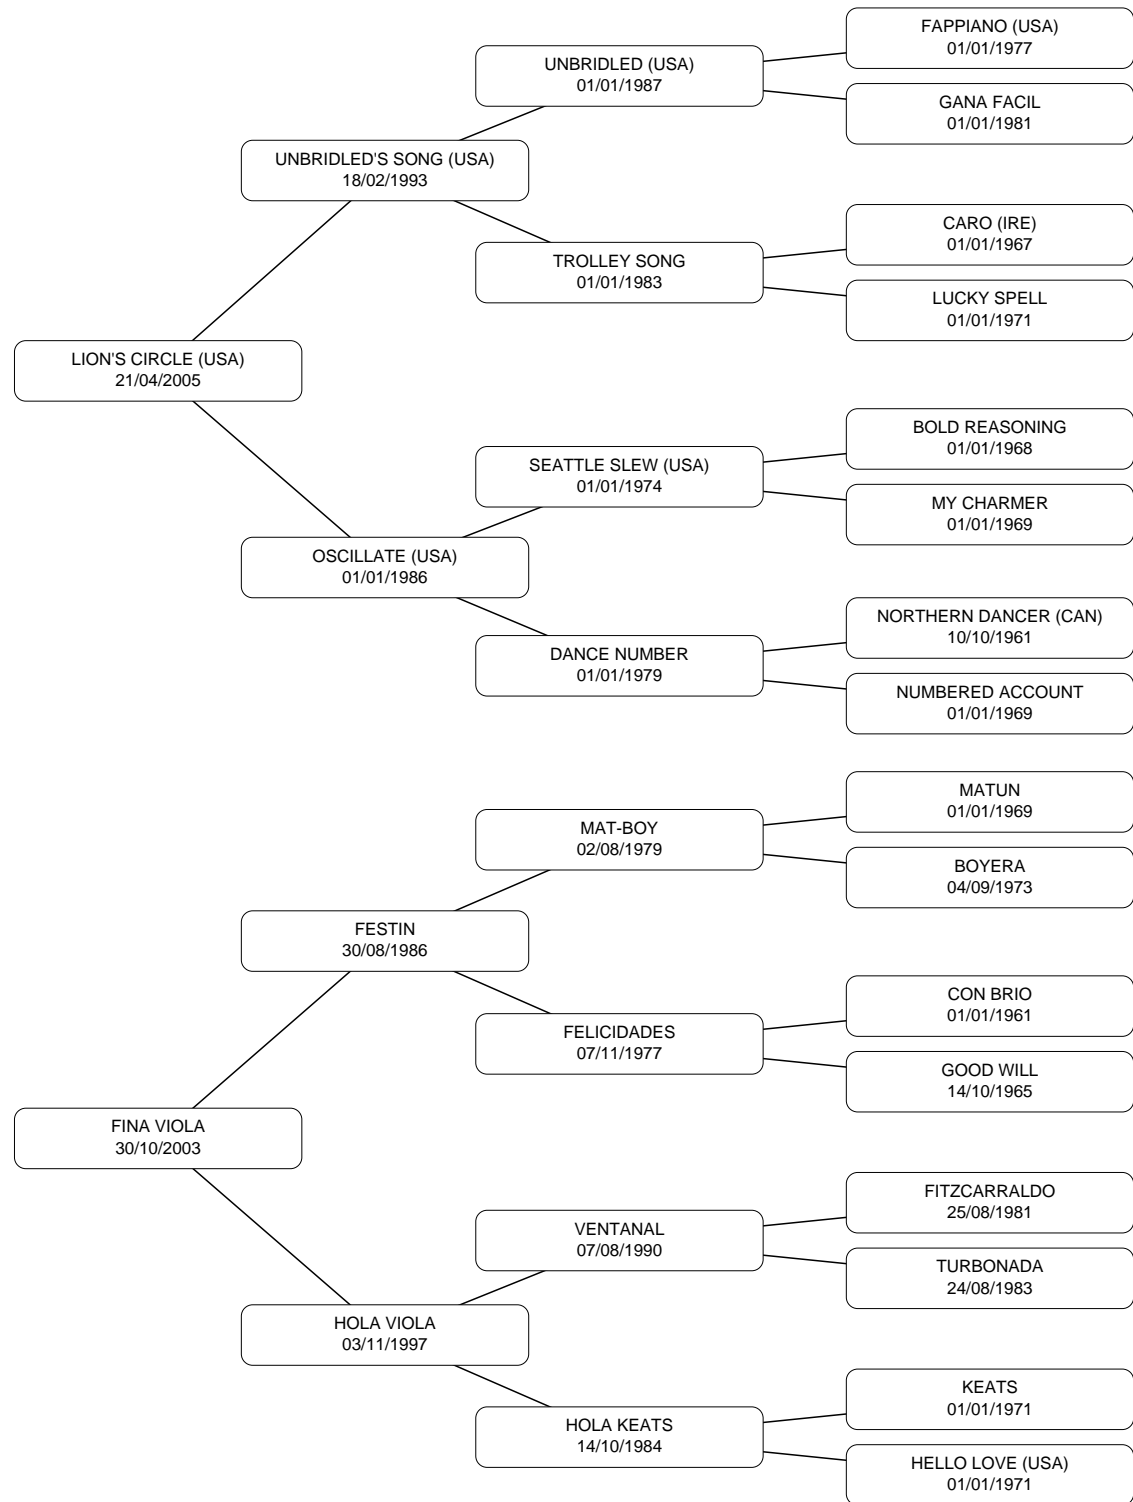 FAPPIANO (USA)
01/01/1977
UNBRIDLED (USA)
01/01/1987
GANA FACIL
01/01/1981
UNBRIDLED'S SONG (USA)
18/02/1993
CARO (IRE)
01/01/1967
TROLLEY SONG
01/01/1983
LUCKY SPELL
01/01/1971
LION'S CIRCLE (USA)
21/04/2005
BOLD REASONING
01/01/1968
SEATTLE SLEW (USA)
01/01/1974
MY CHARMER
01/01/1969
OSCILLATE (USA)
01/01/1986
NORTHERN DANCER (CAN)
10/10/1961
DANCE NUMBER
01/01/1979
NUMBERED ACCOUNT
01/01/1969
MATUN
01/01/1969
MAT-BOY
02/08/1979
BOYERA
04/09/1973
FESTIN
30/08/1986
CON BRIO
01/01/1961
FELICIDADES
07/11/1977
GOOD WILL
14/10/1965
FINA VIOLA
30/10/2003
FITZCARRALDO
25/08/1981
VENTANAL
07/08/1990
TURBONADA
24/08/1983
HOLA VIOLA
03/11/1997
KEATS
01/01/1971
HOLA KEATS
14/10/1984
HELLO LOVE (USA)
01/01/1971